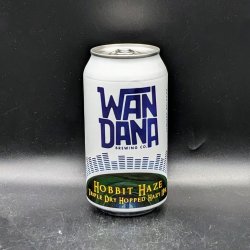 WAN
DANA
BREWING CO.
HOBBIT HAZE
TRIPLE DRY HOPPED HAZY IPA